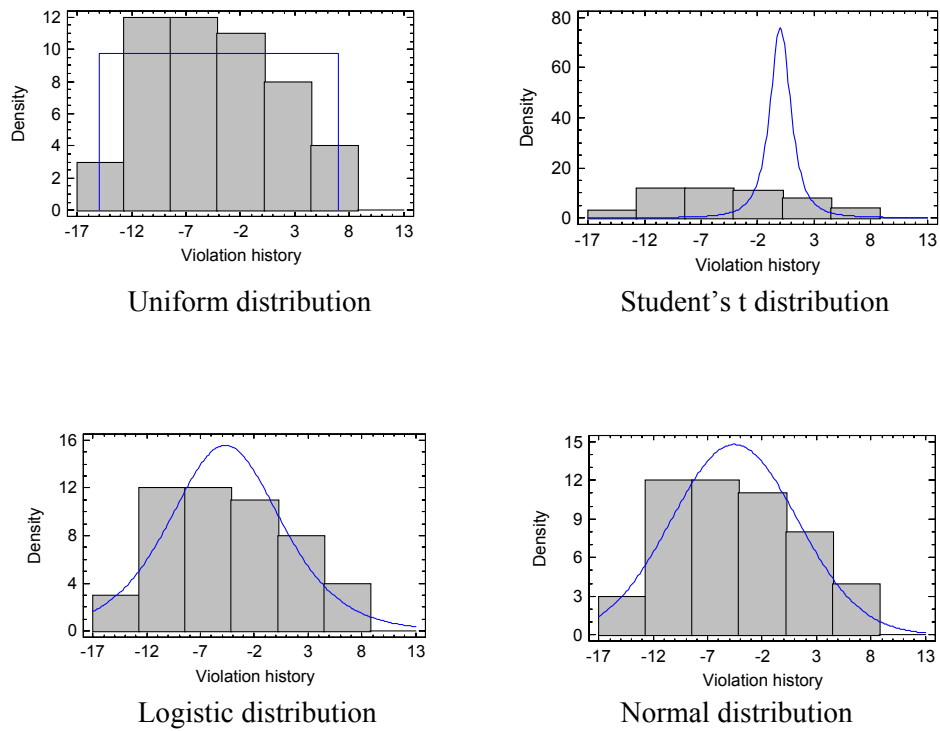 12
10
8
6
4
2
0
Density
-17 -12 -7 -2 3 8 13
Violation history
Uniform distribution
80
60
40
20
0
Density
-17 -12 -7 -2 3 8 13
Violation history
Student’s t distribution
16
12
8
4
0
Density
-17 -12 -7 -2 3 8 13
Violation history
Logistic distribution
15
12
9
6
3
0
Density
-17 -12 -7 -2 3 8 13
Violation history
Normal distribution